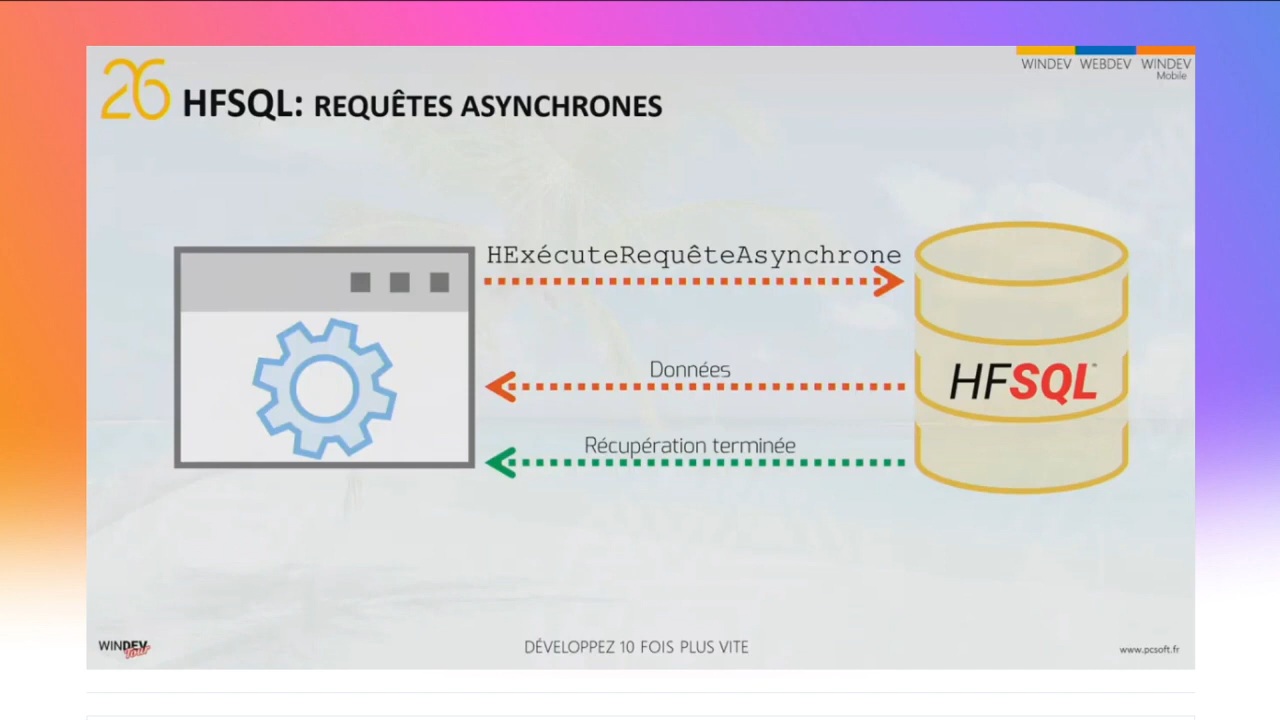 26 HFSQL: REQUÊTES ASYNCHRONES
WINDEV WEBDEV WINDEV
Mobile
HExécuteRequêteAsynchrone
Données
HFSQL
Récupération terminée
WINDEV
Tour
DÉVELOPPEZ 10 FOIS PLUS VITE
www.pcsoft.fr